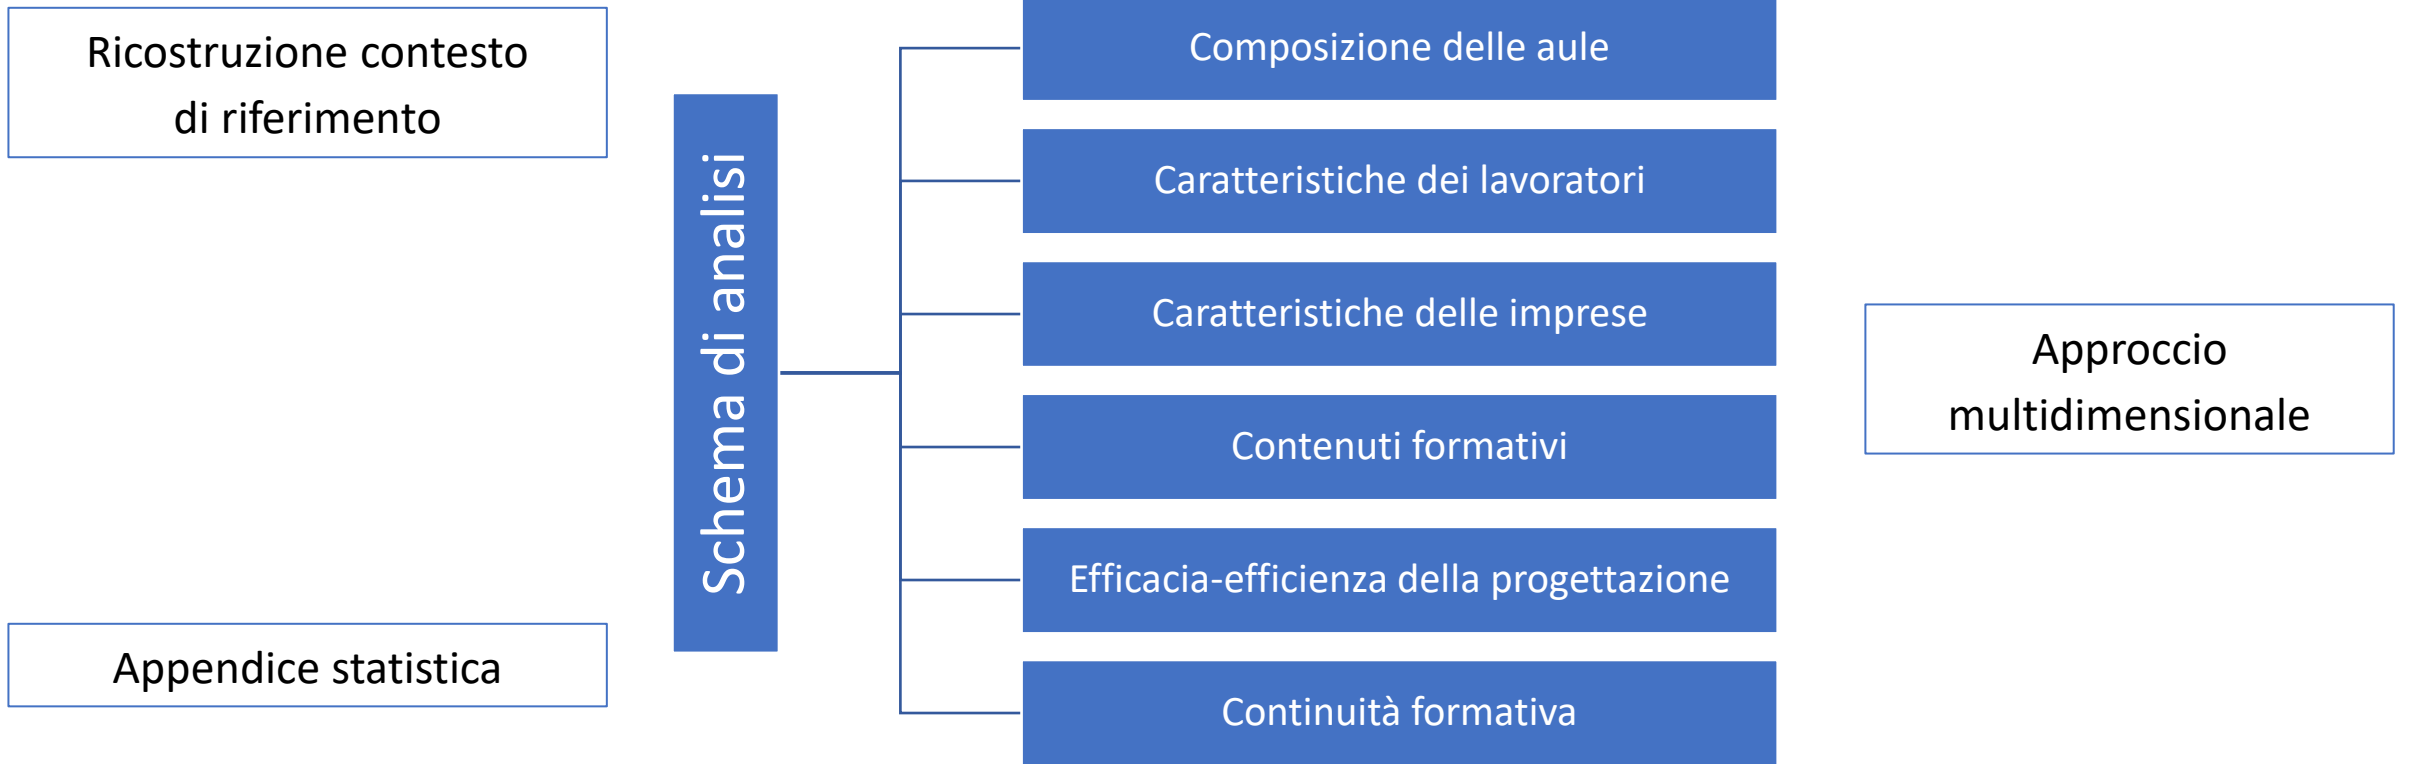 Ricostruzione contesto
di riferimento
Appendice statistica
Schema di analisi
Composizione delle aule
Caratteristiche dei lavoratori
Caratteristiche delle imprese
Contenuti formativi
Efficacia-efficienza della progettazione
Continuità formativa
Approccio
multidimensionale